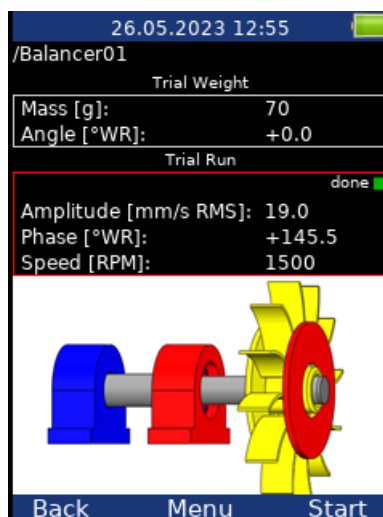 26.05.2023 12:55
/Balancer01
Trial Weight
Mass [g]: 70
Angle [°WR]: +0.0
Trial Run
done
Amplitude [mm/s RMS]: 19.0
Phase [°WR]: +145.5
Speed [RPM]: 1500
Back Menu Start